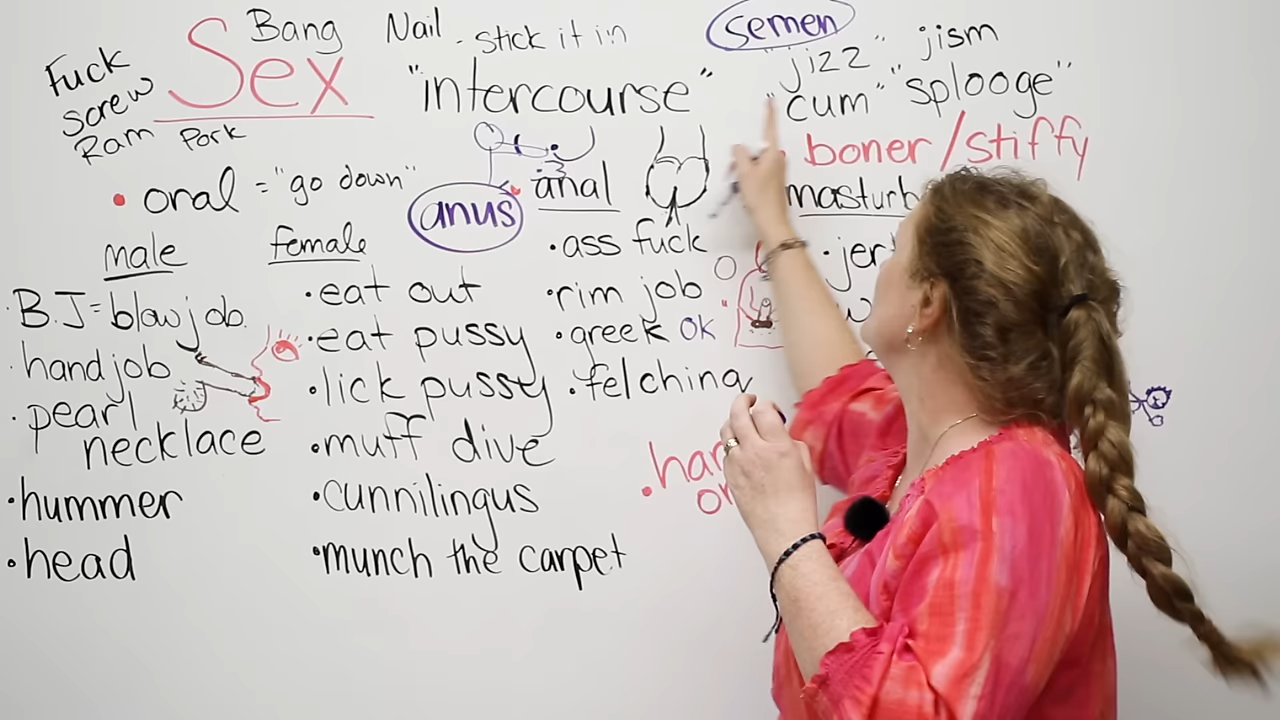 Bang
Nail - stick it in
semen
Fuck
Sex
"jizz" jism
screw
"intercourse"
"cum" "splooge"
Ram
Pork
boner/stiffy
• oral = "go down"
anus
anal
male
female
• ass fuck
• B.J = blowjob
• eat out
• rim job
• handjob
• eat pussy
• greek OK
• pearl necklace
• lick pussy
• felching
• muff dive
• hummer
• cunnilingus
• head
• munch the carpet